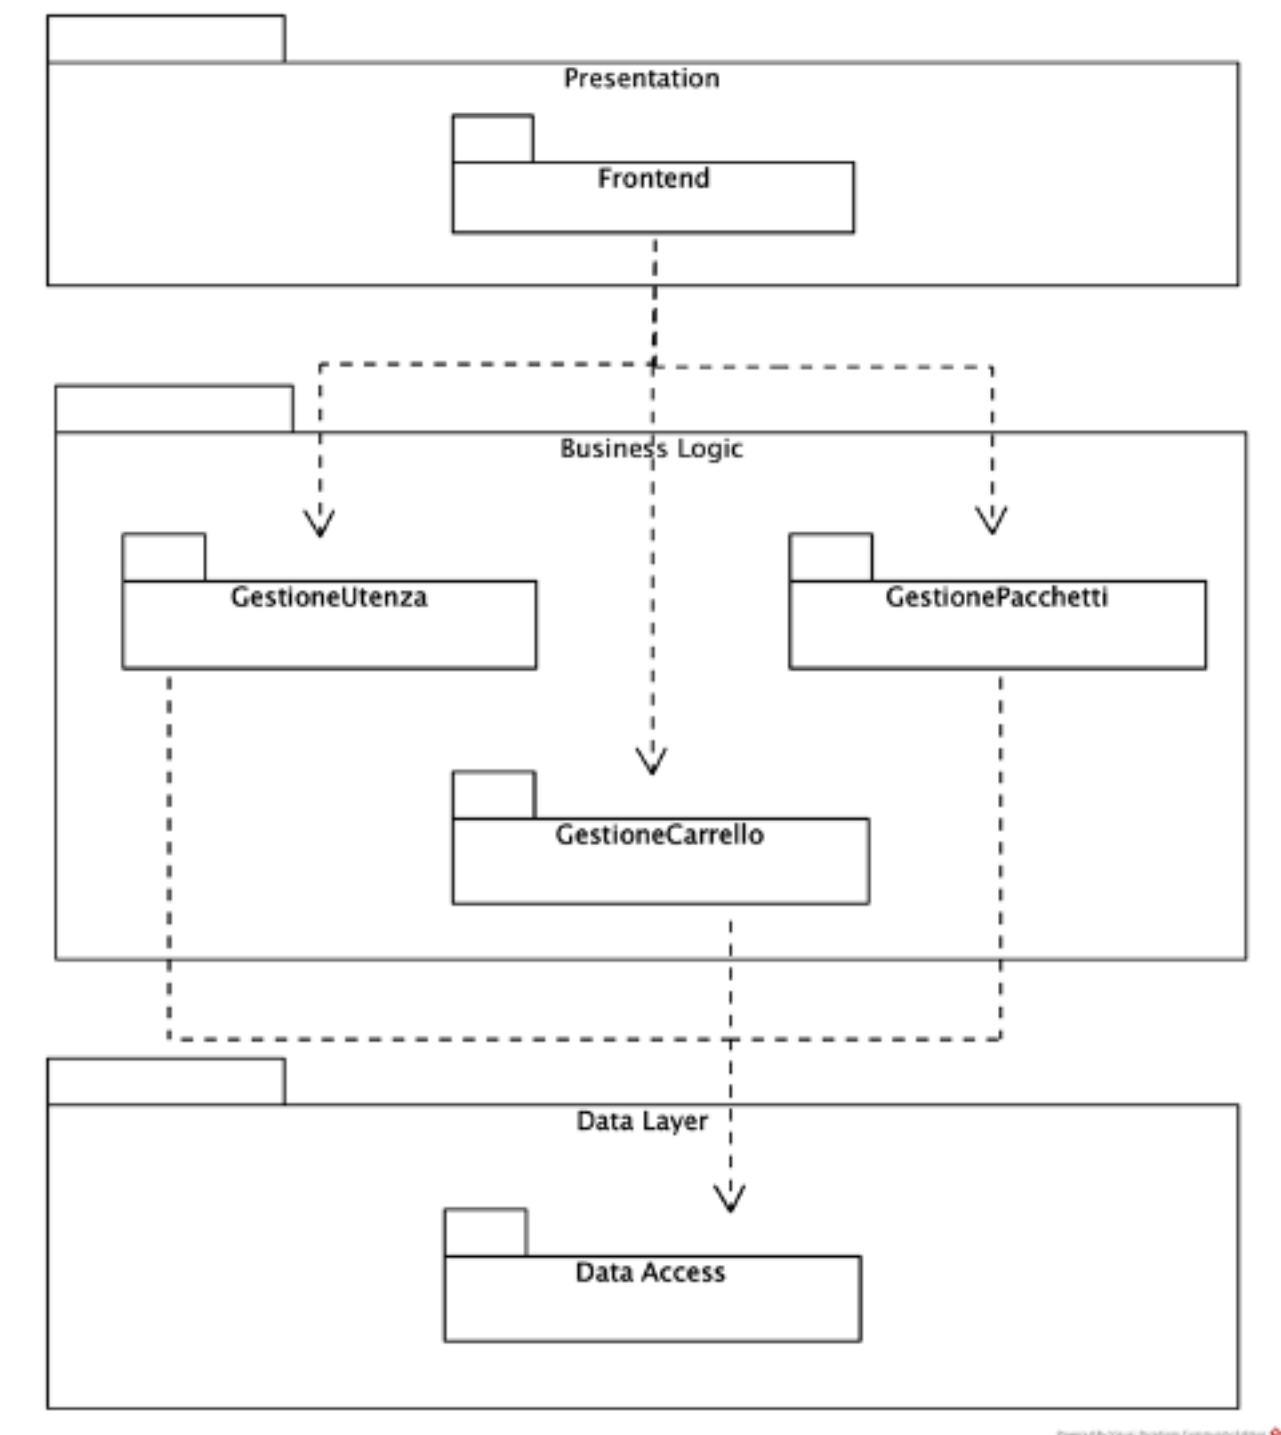 Presentation
Frontend
Business Logic
GestioneUtenza
GestionePacchetti
GestioneCarrello
Data Layer
Data Access